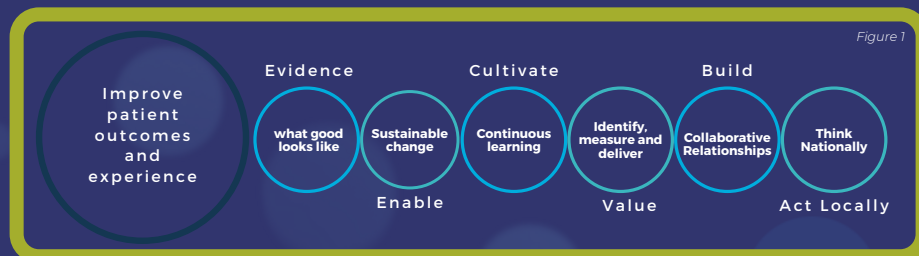 Figure 1
Improve
patient
outcomes
and
experience
Evidence
what good
looks like
Sustainable
change
Enable
Cultivate
Continuous
learning
Identify,
measure and
deliver
Value
Build
Collaborative
Relationships
Think
Nationally
Act Locally